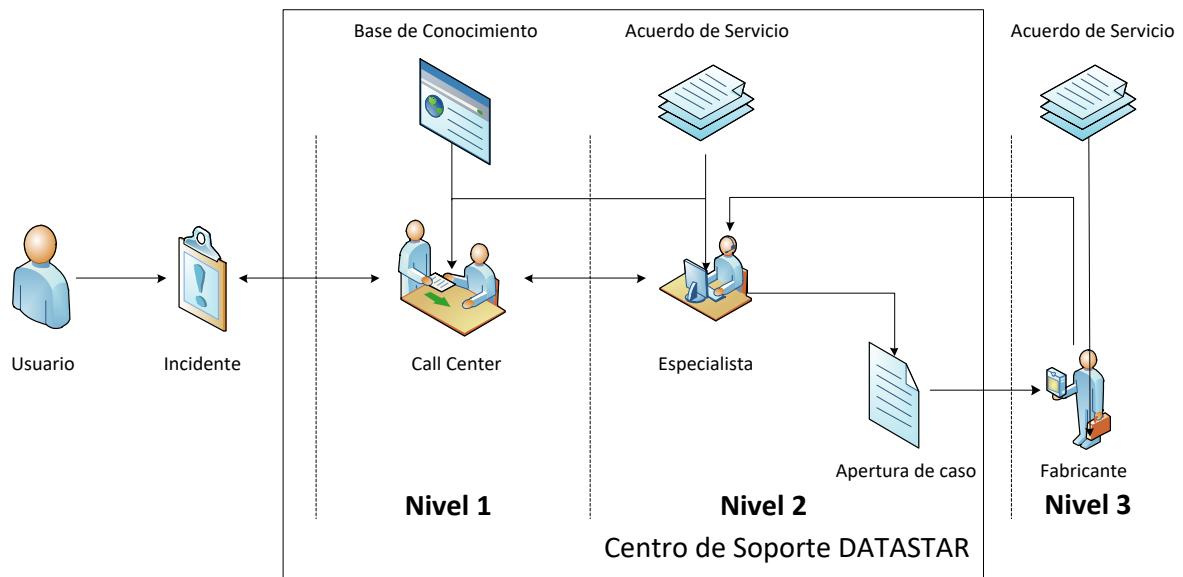 Base de Conocimiento
Acuerdo de Servicio
Acuerdo de Servicio
Usuario
Incidente
Call Center
Especialista
Apertura de caso
Fabricante
Nivel 1
Nivel 2
Nivel 3
Centro de Soporte DATASTAR